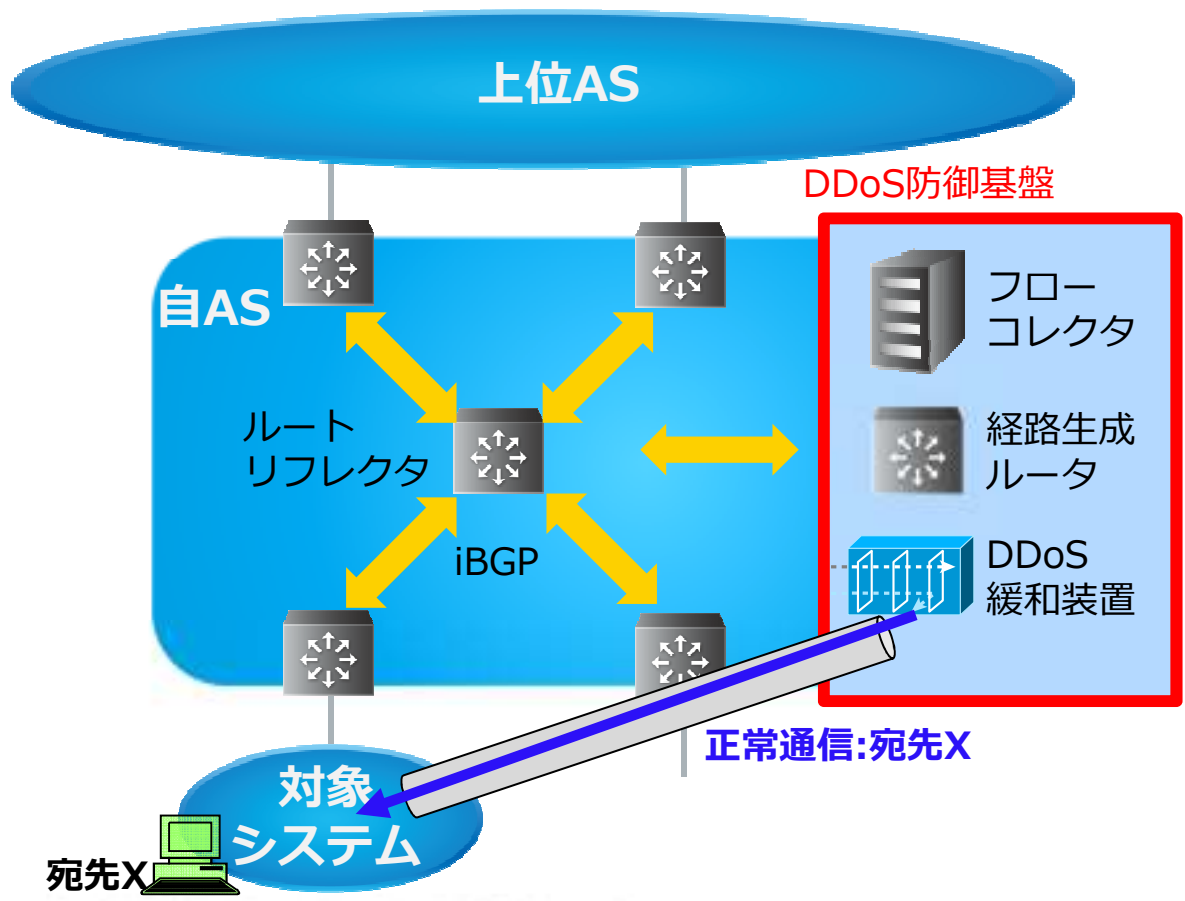 上位AS
DDoS防御基盤
自AS
フロー
コレクタ
ルート
リフレクタ
経路生成
ルータ
iBGP
DDoS
緩和装置
正常通信:宛先X
対象
システム
宛先X